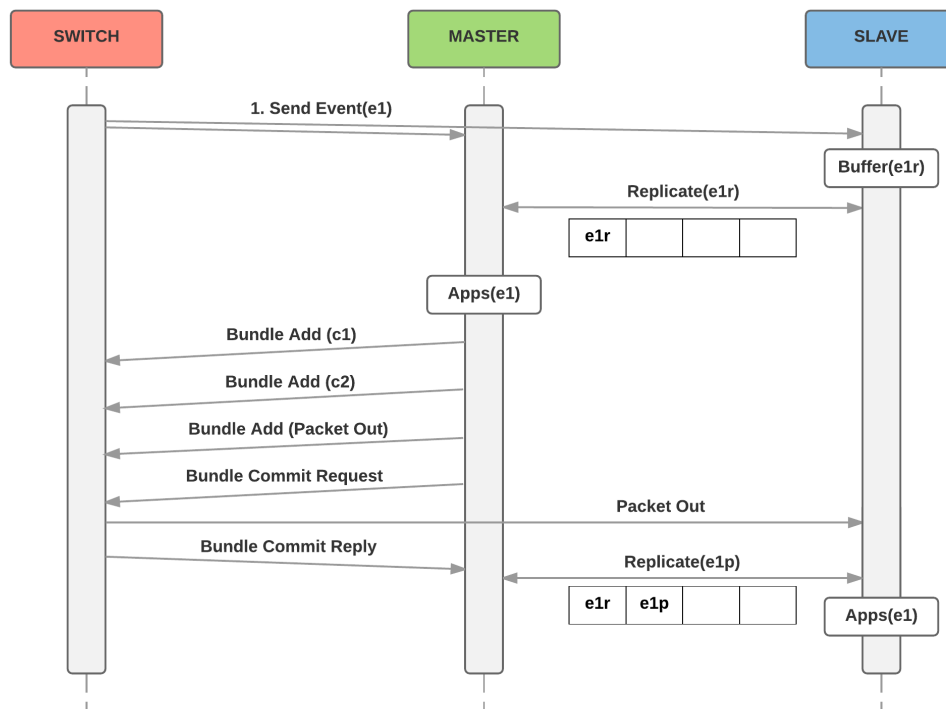 SWITCH
MASTER
SLAVE
1. Send Event(e1)
Buffer(e1r)
Replicate(e1r)
e1r
Apps(e1)
Bundle Add (c1)
Bundle Add (c2)
Bundle Add (Packet Out)
Bundle Commit Request
Packet Out
Bundle Commit Reply
Replicate(e1p)
e1r
e1p
Apps(e1)